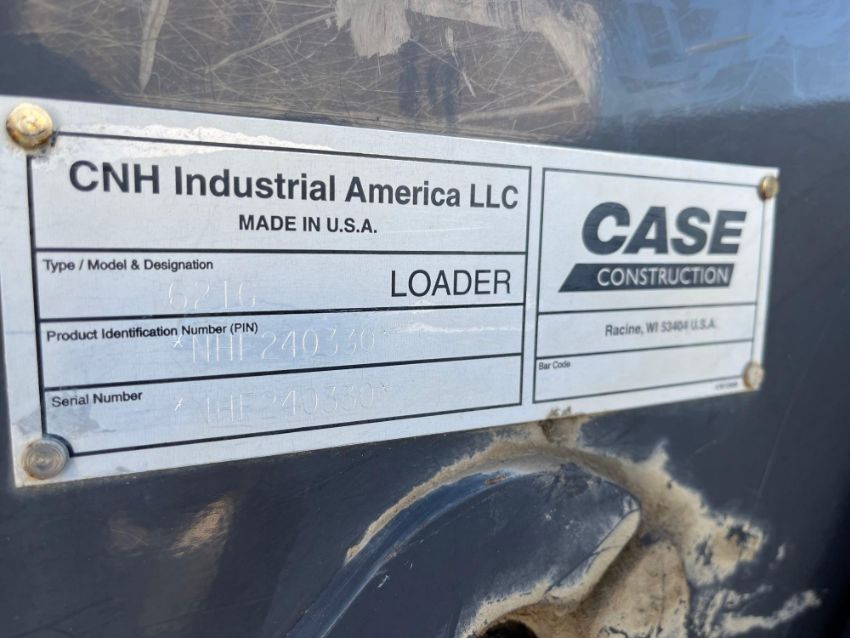 CNH Industrial America LLC
MADE IN U.S.A.
Type / Model & Designation
621G
LOADER
Product Identification Number (PIN)
*NHF240330*
Serial Number
*NHF240330*
CASE
CONSTRUCTION
Racine, WI 53404 U.S.A.
Bar Code